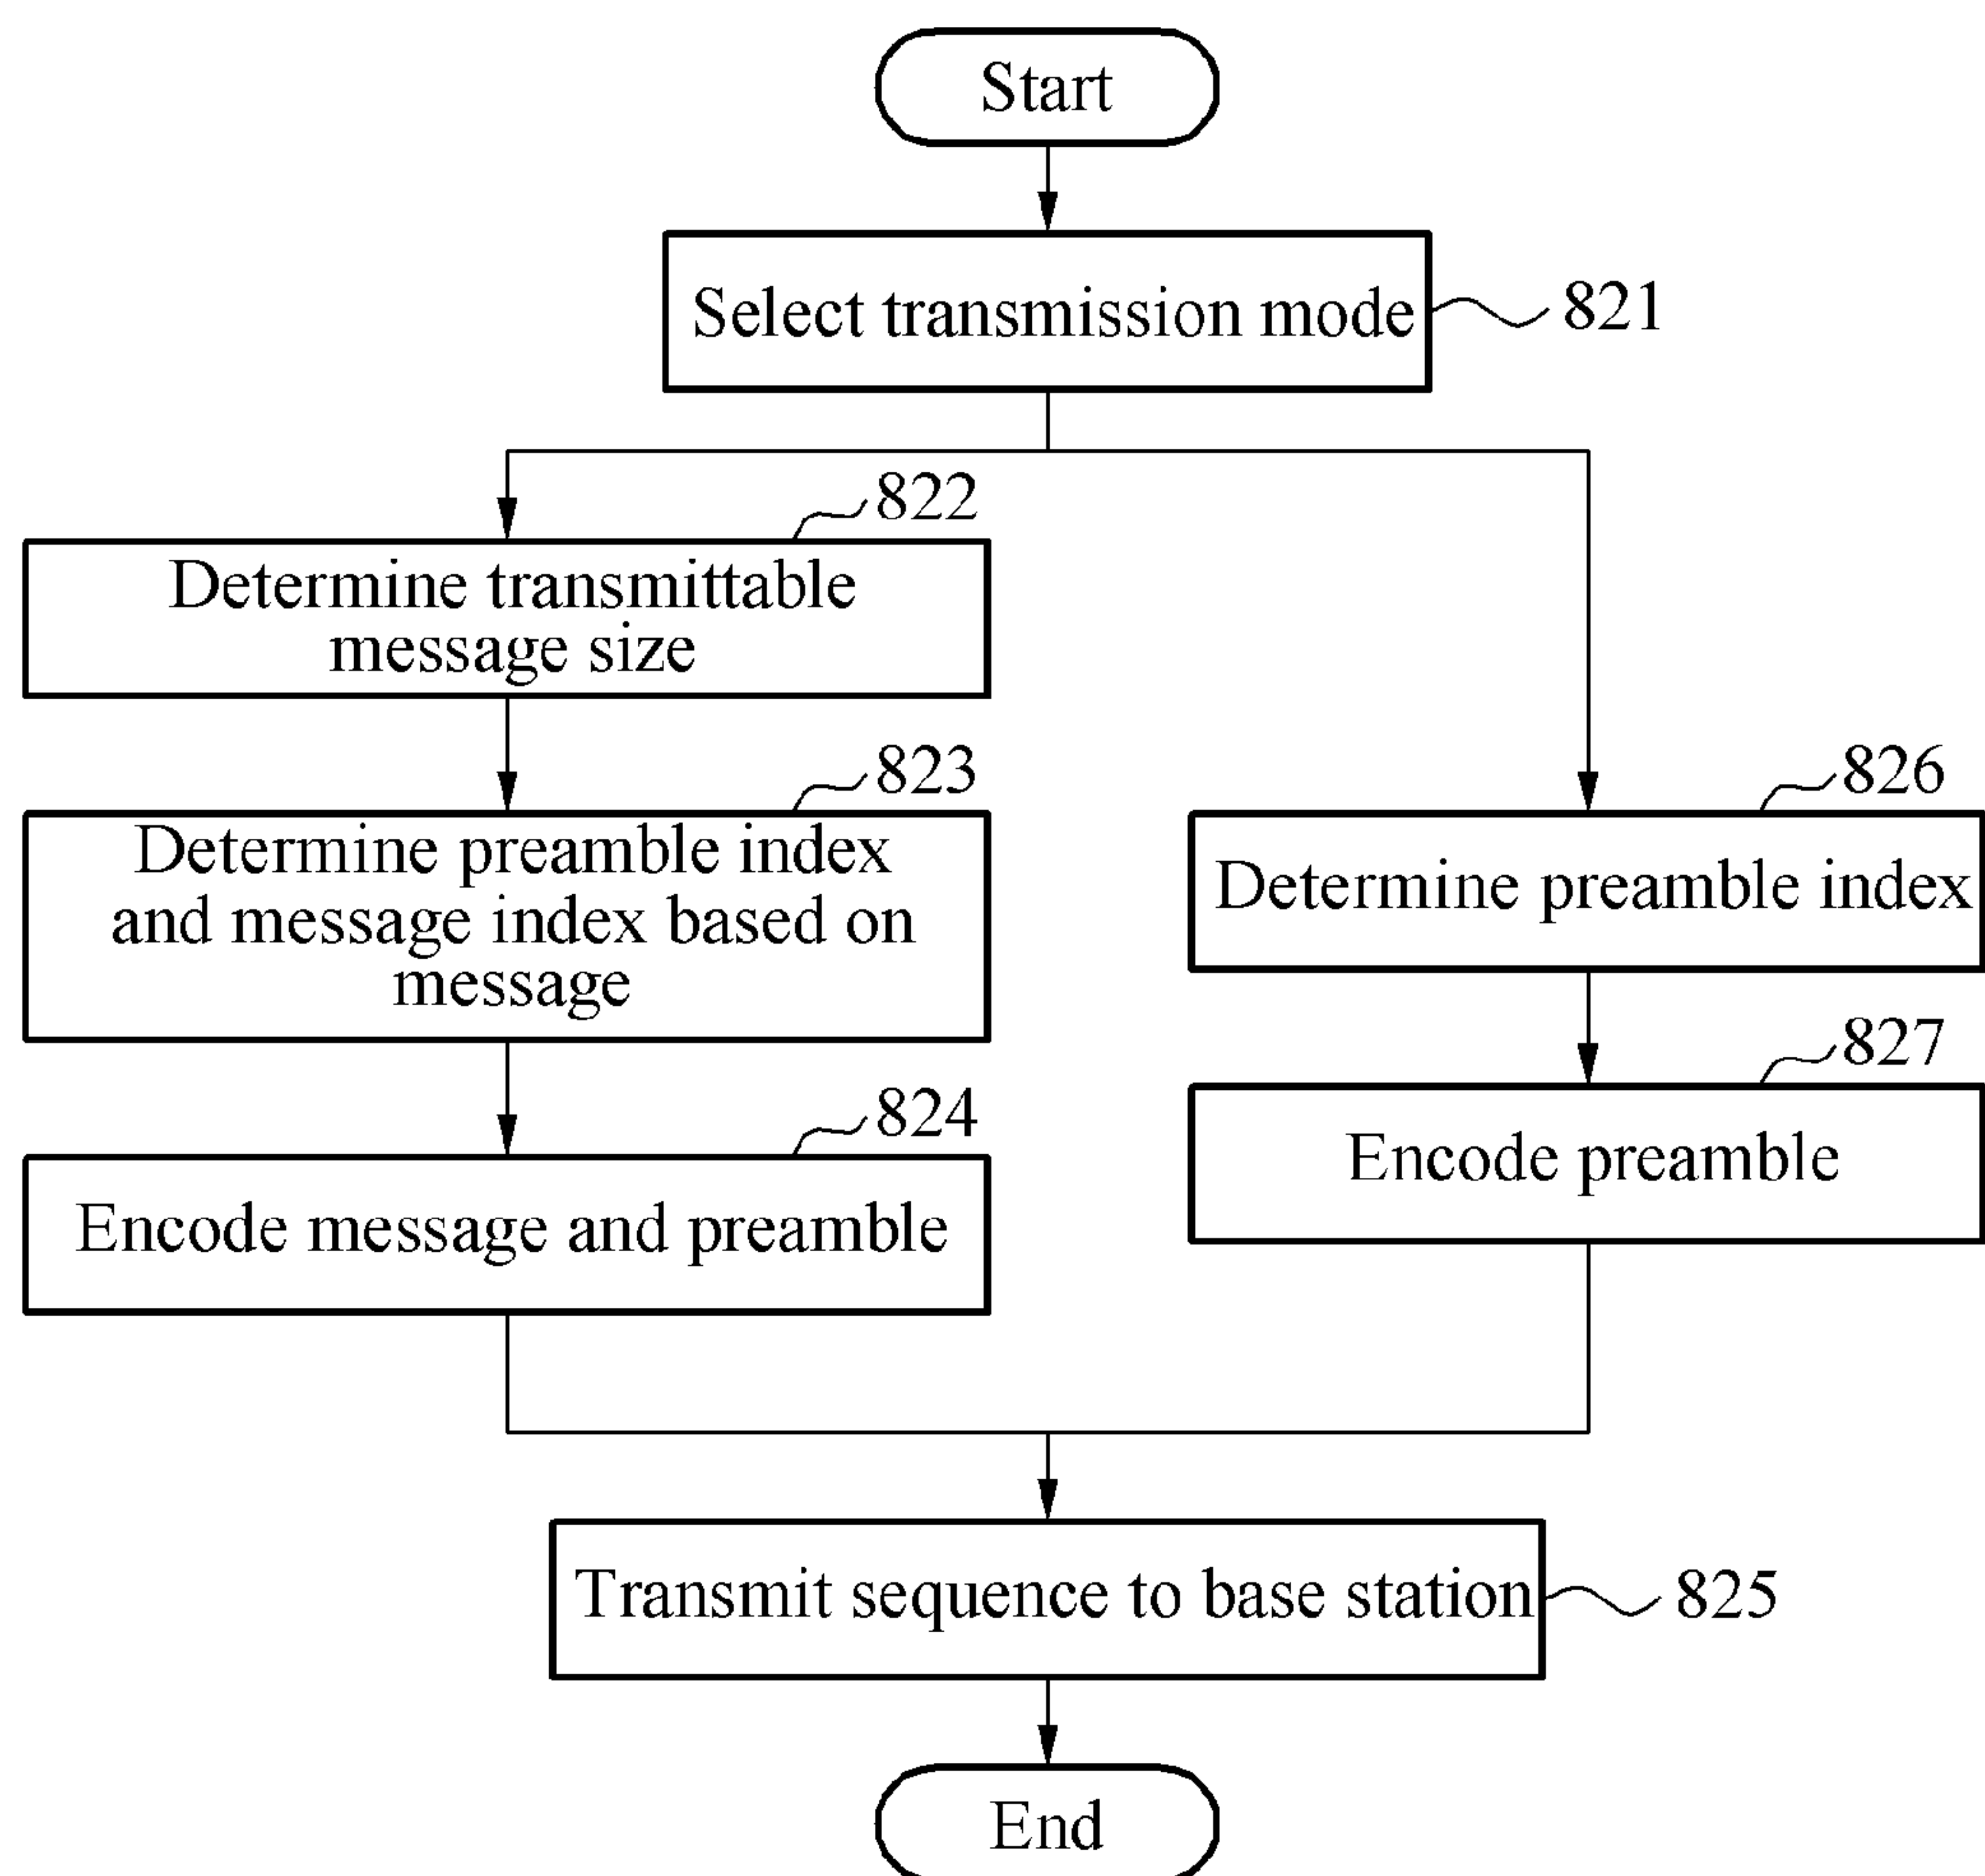 Start
Select transmission mode
821
822
Determine transmittable
message size
823
Determine preamble index
and message index based on
message
824
Encode message and preamble
826
Determine preamble index
827
Encode preamble
Transmit sequence to base station
825
End